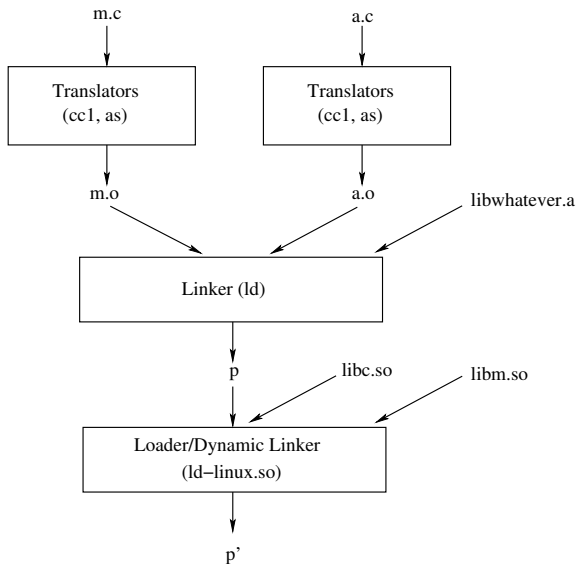 m.c
a.c
Translators
(cc1, as)
Translators
(cc1, as)
m.o
a.o
libwhatever.a
Linker (ld)
p
libc.so
libm.so
Loader/Dynamic Linker
(ld−linux.so)
p’